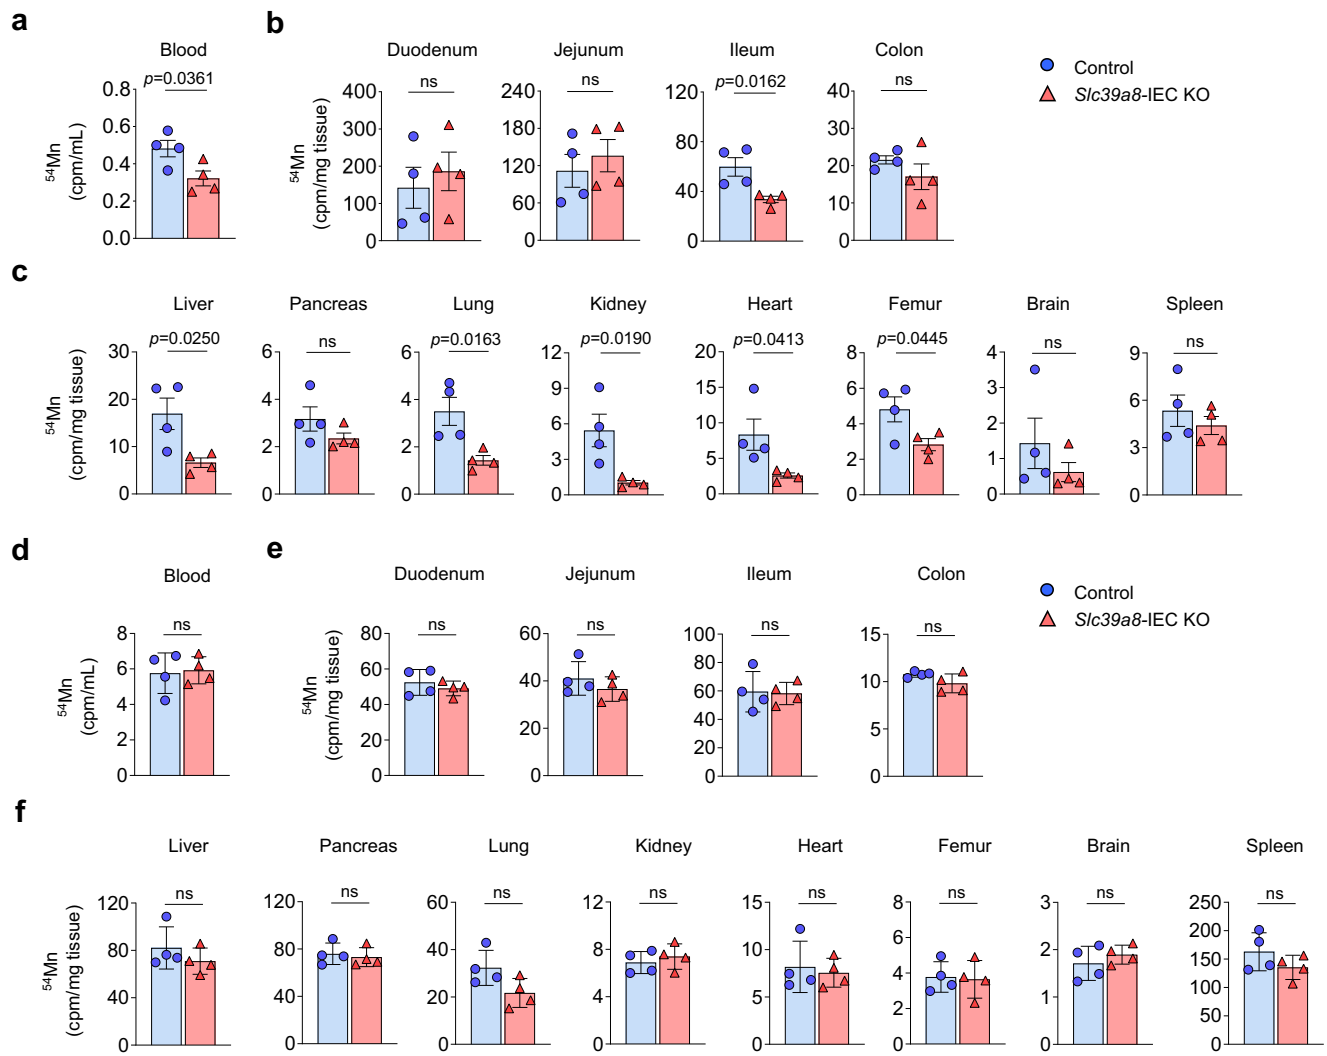 a
Blood
p=0.0361
0.8
0.6
0.4
0.2
0.0
54Mn
(cpm/mL)
b
Duodenum
ns
400
300
200
100
0
54Mn
(cpm/mg tissue)
Jejunum
ns
240
180
120
60
0
Ileum
p=0.0162
120
80
40
0
Colon
ns
40
30
20
10
0
Control
Slc39a8-IEC KO
c
Liver
p=0.0250
30
20
10
0
54Mn
(cpm/mg tissue)
Pancreas
ns
6
4
2
0
Lung
p=0.0163
6
4
2
0
Kidney
p=0.0190
12
9
6
3
0
Heart
p=0.0413
20
15
10
5
0
Femur
p=0.0445
8
6
4
2
0
Brain
ns
4
3
2
1
0
Spleen
ns
9
6
3
0
d
Blood
ns
8
6
4
2
0
54Mn
(cpm/mL)
e
Duodenum
ns
80
60
40
20
0
54Mn
(cpm/mg tissue)
Jejunum
ns
60
40
20
0
Ileum
ns
100
80
60
40
20
0
Colon
ns
15
10
5
0
Control
Slc39a8-IEC KO
f
Liver
ns
120
80
40
0
54Mn
(cpm/mg tissue)
Pancreas
ns
120
80
40
0
Lung
ns
60
40
20
0
Kidney
ns
12
8
4
0
Heart
ns
15
10
5
0
Femur
ns
8
6
4
2
0
Brain
ns
3
2
1
0
Spleen
ns
250
200
150
100
50
0